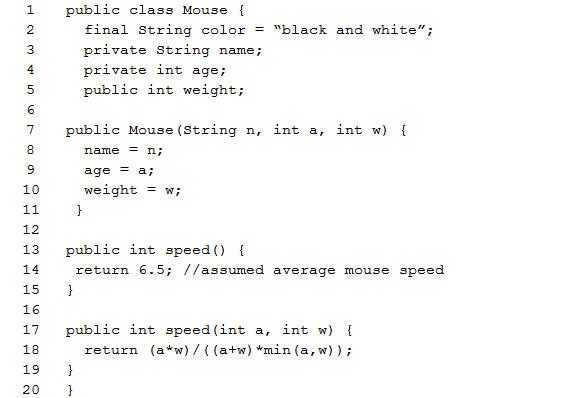 1 public class Mouse {
2 final String color = “black and white”;
3 private String name;
4 private int age;
5 public int weight;
6
7 public Mouse(String n, int a, int w) {
8 name = n;
9 age = a;
10 weight = w;
11 }
12
13 public int speed() {
14 return 6.5; //assumed average mouse speed
15 }
16
17 public int speed(int a, int w) {
18 return (a*w)/((a+w)*min(a,w));
19 }
20 }